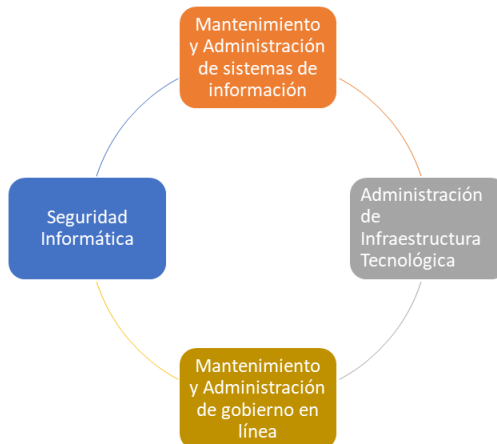 Mantenimiento
y Administración
de sistemas de
información
Seguridad
Informática
Administración
de
Infraestructura
Tecnológica
Mantenimiento
y Administración
de gobierno en
línea